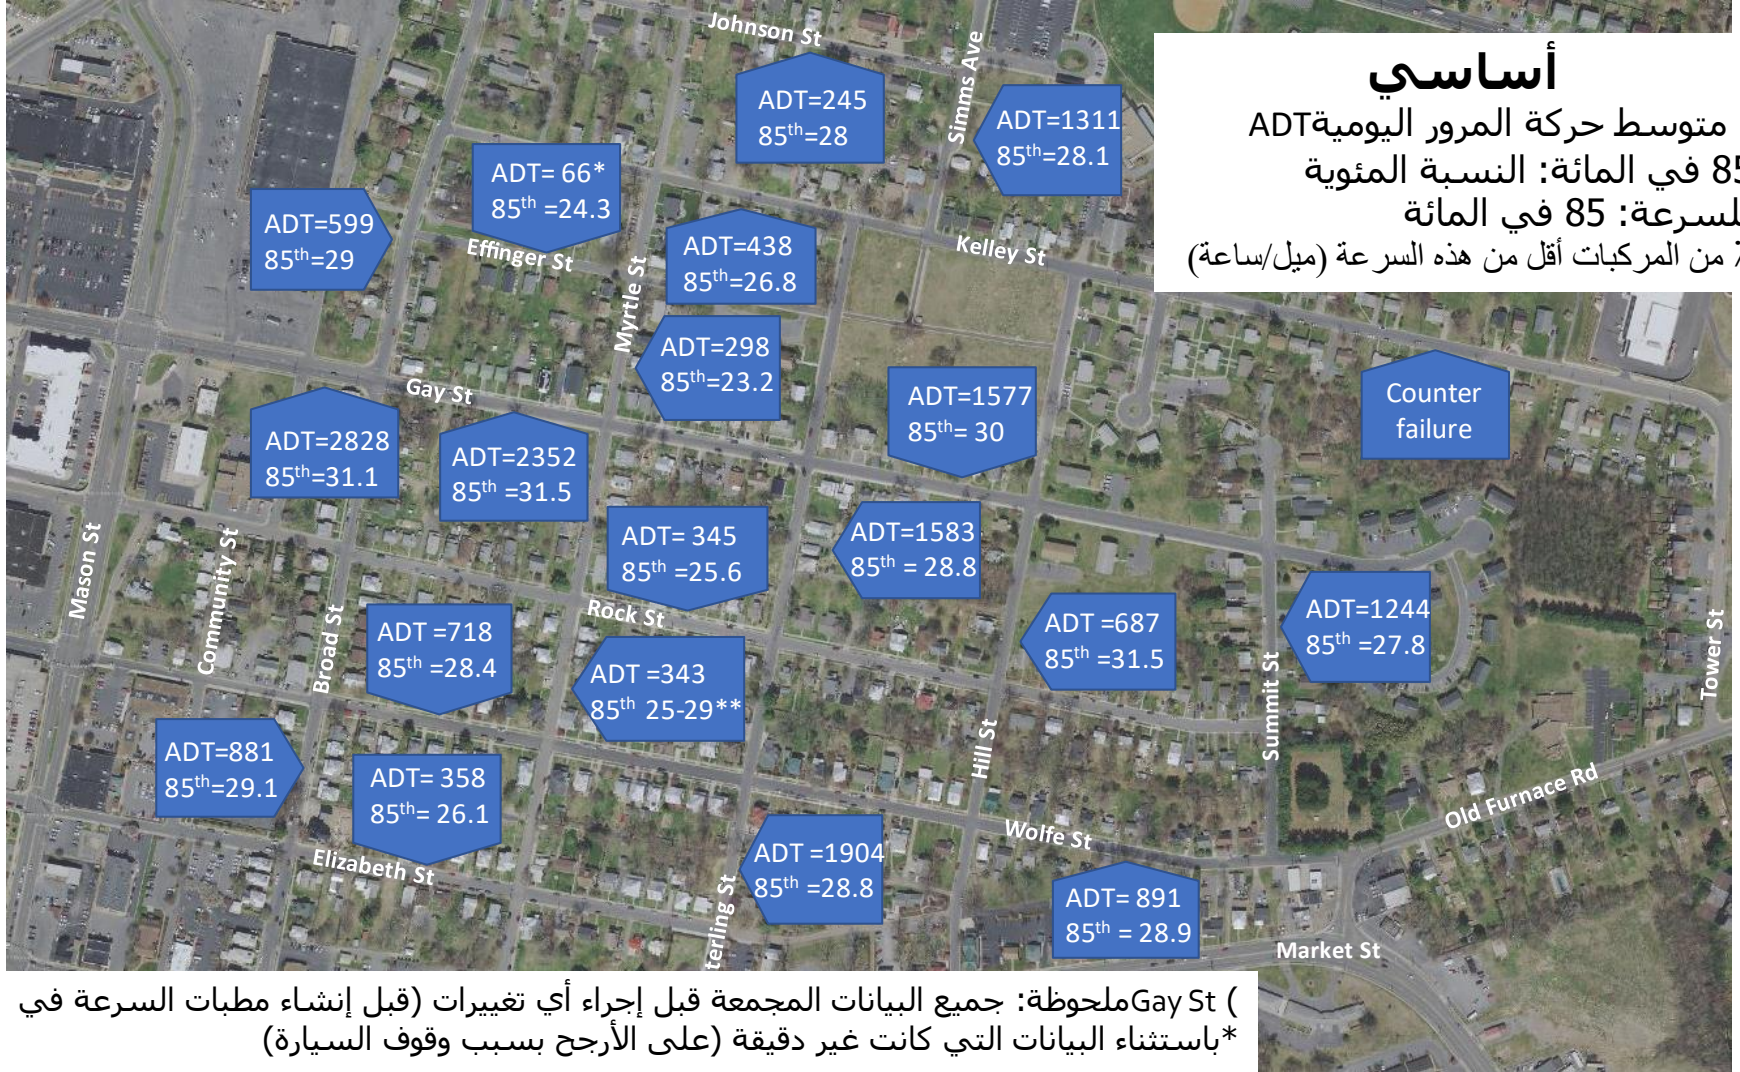 Johnson St
Simms Ave
أساسي
متوسط حركة المرور اليوميةADT
85 في المائة: النسبة المئوية
للسرعة: 85 في المائة
% من المركبات أقل من هذه السرعة (ميل/ساعة)
ADT=245
85th=28
ADT=1311
85th=28.1
ADT= 66*
85th =24.3
ADT=599
85th=29
Effinger St
Myrtle St
ADT=438
85th=26.8
Kelley St
ADT=298
85th=23.2
Gay St
ADT=1577
85th= 30
Counter
failure
ADT=2828
85th=31.1
ADT=2352
85th =31.5
ADT= 345
85th =25.6
ADT=1583
85th = 28.8
Mason St
Community St
Broad St
Rock St
ADT =718
85th =28.4
ADT =343
85th 25-29**
ADT =687
85th =31.5
ADT=1244
85th =27.8
Summit St
Tower St
Hill St
ADT=881
85th=29.1
ADT= 358
85th= 26.1
Elizabeth St
ADT =1904
85th =28.8
terling St
Wolfe St
Old Furnace Rd
ADT= 891
85th = 28.9
Market St
) Gay Stملحوظة: جميع البيانات المجمعة قبل إجراء أي تغييرات (قبل إنشاء مطبات السرعة في
*باستثناء البيانات التي كانت غير دقيقة (على الأرجح بسبب وقوف السيارة)